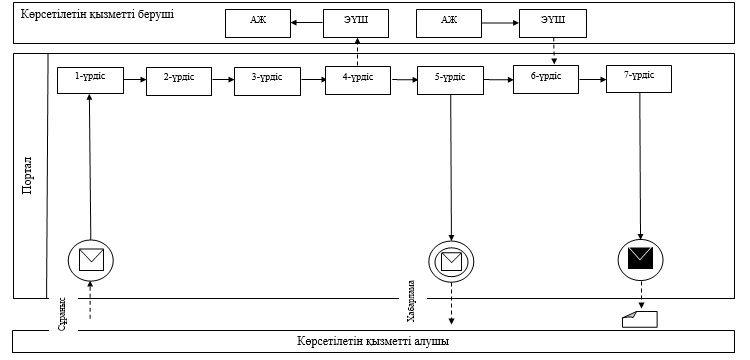 Көрсетілетін қызметті беруші
АЖ
ЭҮШ
АЖ
ЭҮШ
Портал
1-үрдіс
2-үрдіс
3-үрдіс
4-үрдіс
5-үрдіс
6-үрдіс
7-үрдіс
Сұраныс
Хабарлама
Көрсетілетін қызметті алушы